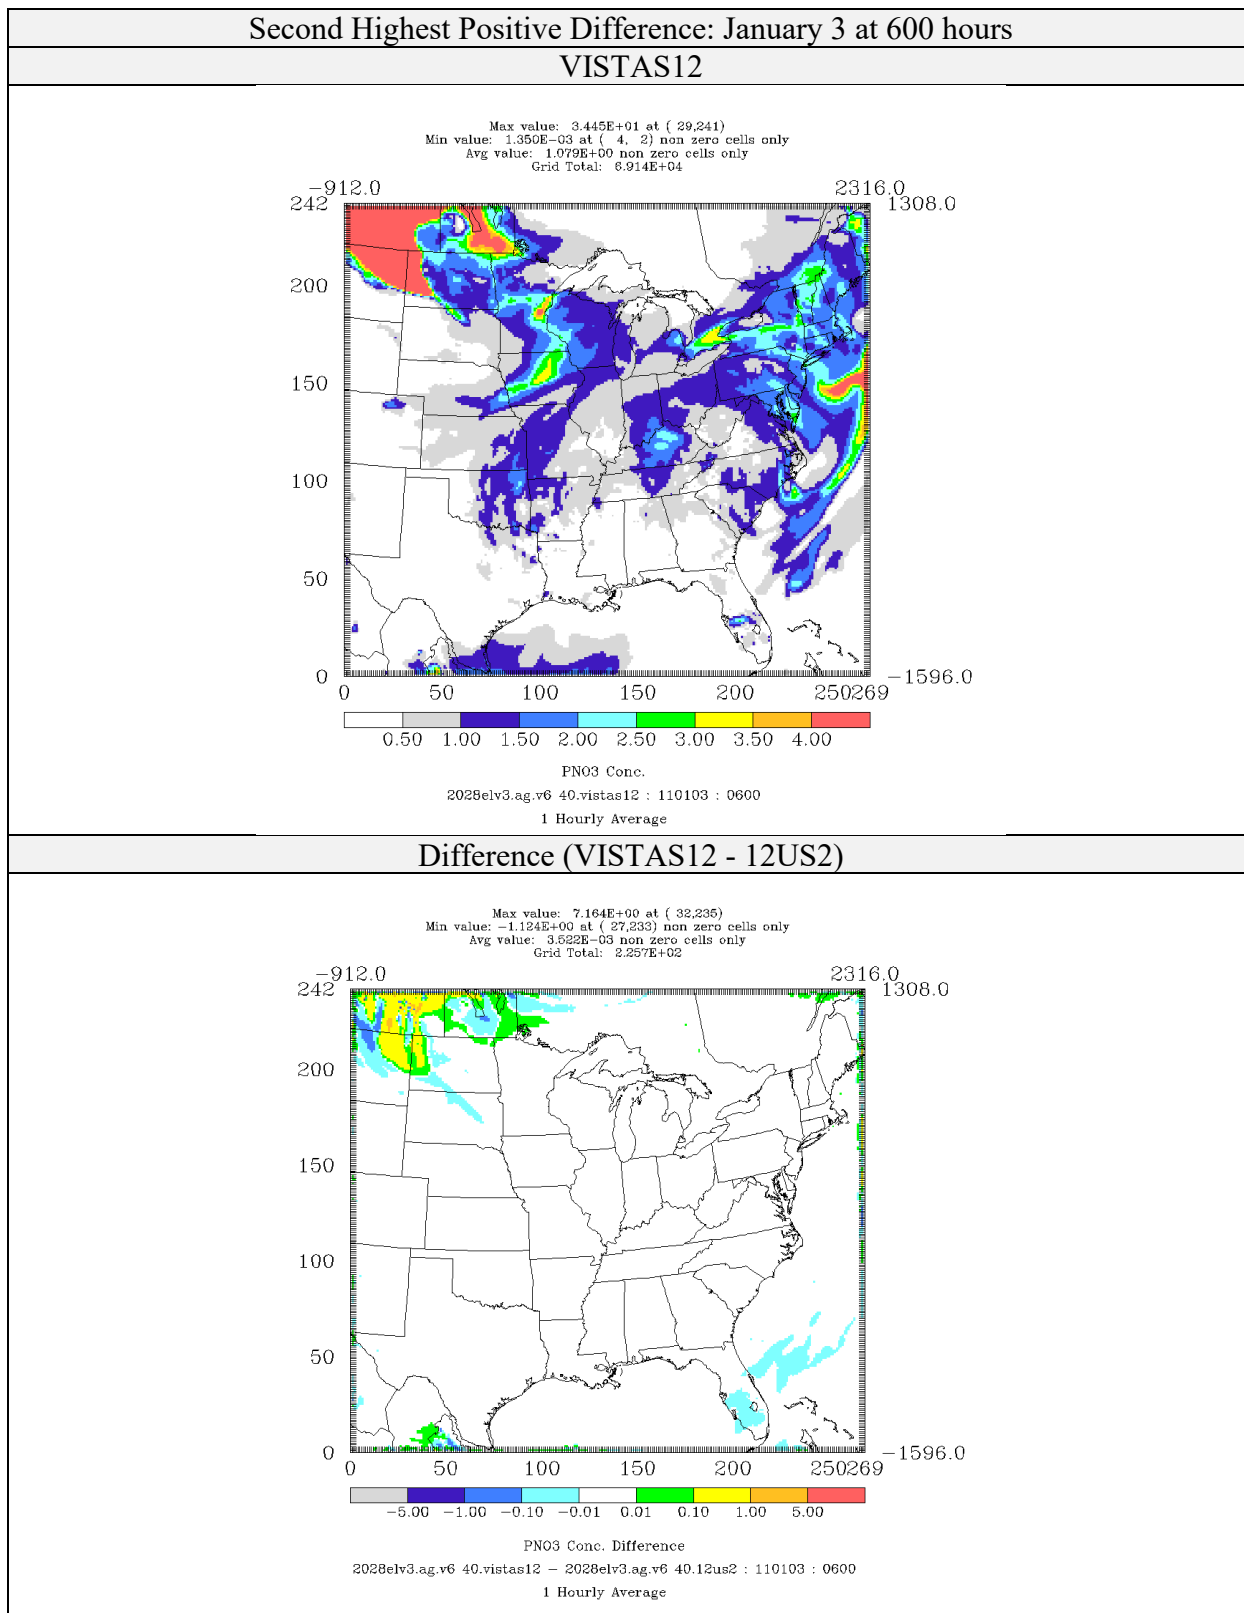 Second Highest Positive Difference: January 3 at 600 hours
VISTAS12
Max value: 3.445E+01 at ( 29,241)
Min value: 1.350E-03 at (  4,  2) non zero cells only
Avg value: 1.079E+00 non zero cells only
Grid Total: 6.914E+04
-912.0 2316.0
242 1308.0
200
150
100
50
0 -1596.0
0 50 100 150 200 250 269
0.50 1.00 1.50 2.00 2.50 3.00 3.50 4.00
PNO3 Conc.
2028elv3.ag.v6 40.vistas12 : 110103 : 0600
1 Hourly Average
Difference (VISTAS12 - 12US2)
Max value: 7.164E+00 at ( 32,235)
Min value: -1.124E+00 at ( 27,233) non zero cells only
Avg value: 3.522E-03 non zero cells only
Grid Total: 2.257E+02
-912.0 2316.0
242 1308.0
200
150
100
50
0 -1596.0
0 50 100 150 200 250 269
-5.00 -1.00 -0.10 -0.01 0.01 0.10 1.00 5.00
PNO3 Conc. Difference
2028elv3.ag.v6 40.vistas12 - 2028elv3.ag.v6 40.12us2 : 110103 : 0600
1 Hourly Average